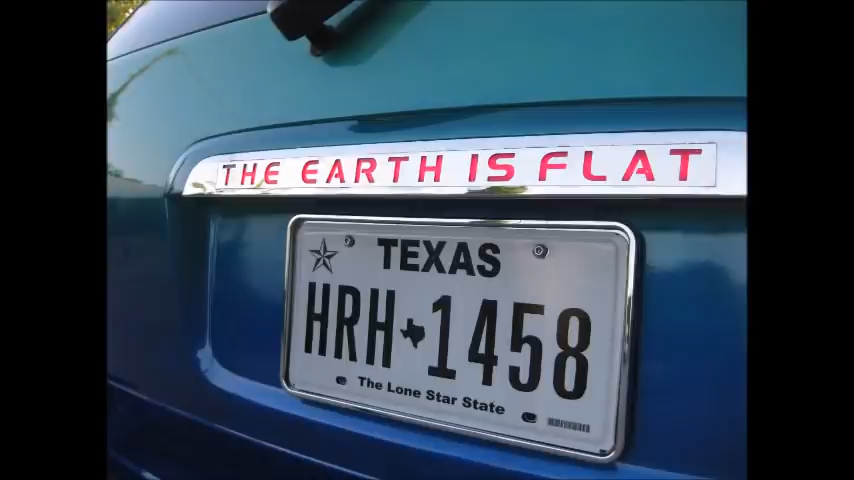 THE EARTH IS FLAT
TEXAS
HRH 1458
The Lone Star State